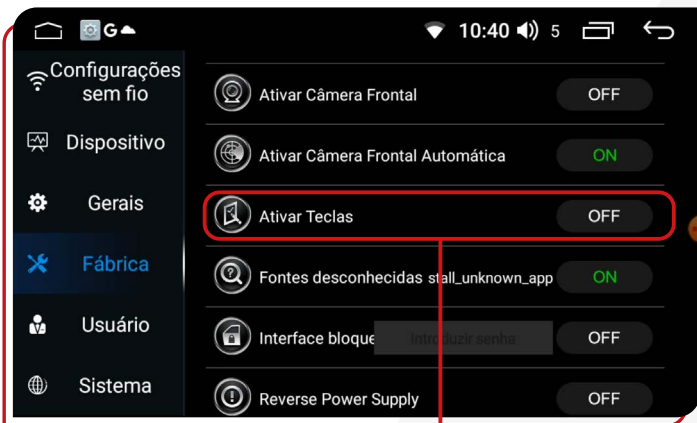 G
10:40
5
Configurações
sem fio
Dispositivo
Gerais
Fábrica
Usuário
Sistema
Ativar Câmera Frontal
OFF
Ativar Câmera Frontal Automática
ON
Ativar Teclas
OFF
Fontes desconhecidas stall_unknown_app
ON
Interface bloque
Introduzir senha
OFF
Reverse Power Supply
OFF